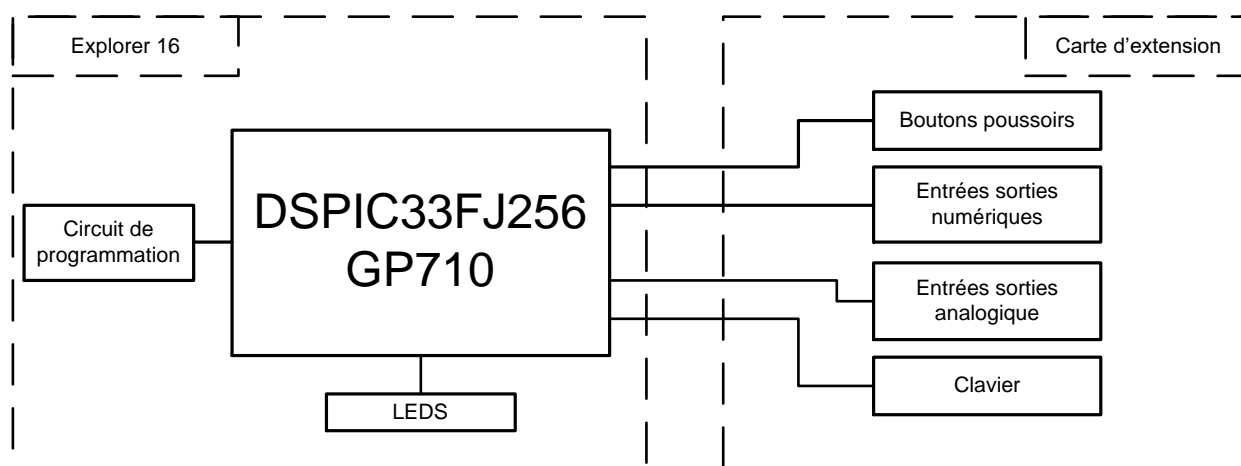 Explorer 16
Carte d'extension
Boutons poussoirs
DSPIC33FJ256
GP710
Entrées sorties
numériques
Circuit de
programmation
Entrées sorties
analogique
Clavier
LEDS